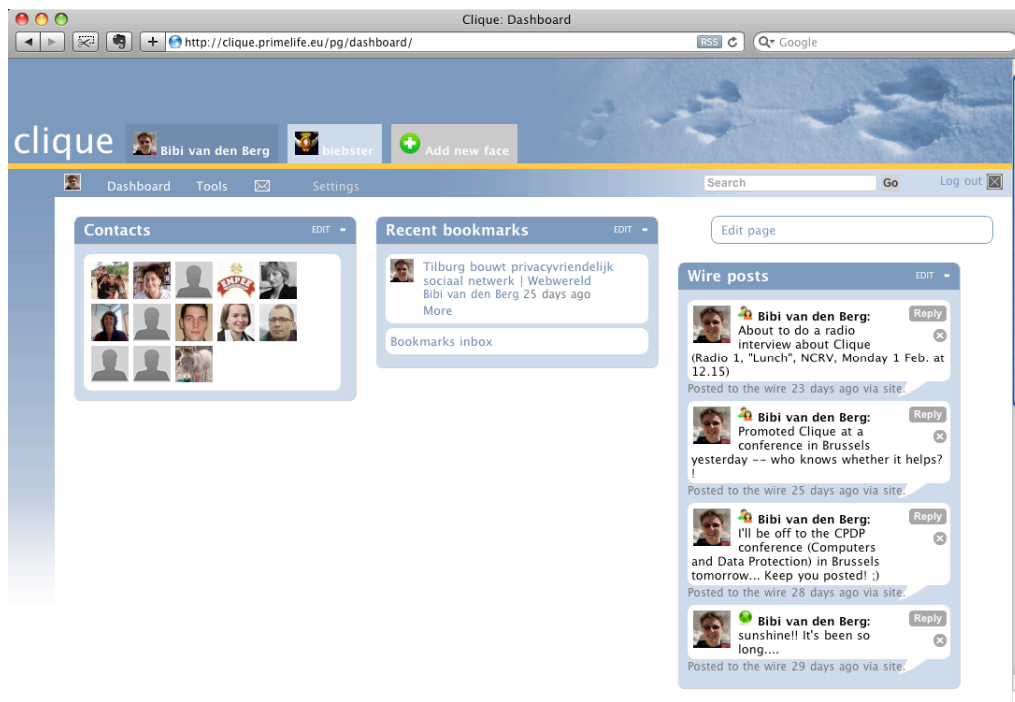 Clique: Dashboard
http://clique.primelife.eu/pg/dashboard/
RSS
Google
clique
Bibi van den Berg
biebster
Add new face
Dashboard
Tools
Settings
Search
Go
Log out
Contacts
EDIT -
Recent bookmarks
EDIT -
Tilburg bouwt privacyvriendelijk
sociaal netwerk | Webwereld
Bibi van den Berg 25 days ago
More
Bookmarks inbox
Edit page
Wire posts
EDIT -
Bibi van den Berg:
Reply
About to do a radio
interview about Clique
(Radio 1, "Lunch", NCRV, Monday 1 Feb. at
12.15)
Posted to the wire 23 days ago via site.
Bibi van den Berg:
Reply
Promoted Clique at a
conference in Brussels
yesterday -- who knows whether it helps?
!
Posted to the wire 25 days ago via site.
Bibi van den Berg:
Reply
I'll be off to the CPDP
conference (Computers
and Data Protection) in Brussels
tomorrow... Keep you posted! ;)
Posted to the wire 28 days ago via site.
Bibi van den Berg:
Reply
sunshine!! It's been so
long....
Posted to the wire 29 days ago via site.